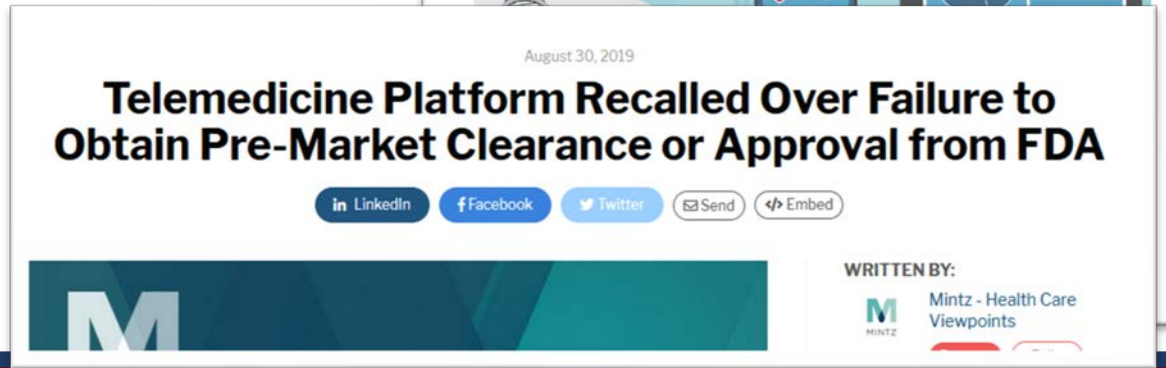 August 30, 2019
Telemedicine Platform Recalled Over Failure to
Obtain Pre-Market Clearance or Approval from FDA
in LinkedIn f Facebook Twitter Send </> Embed
WRITTEN BY:
M
Mintz - Health Care
Viewpoints
M
MINTZ